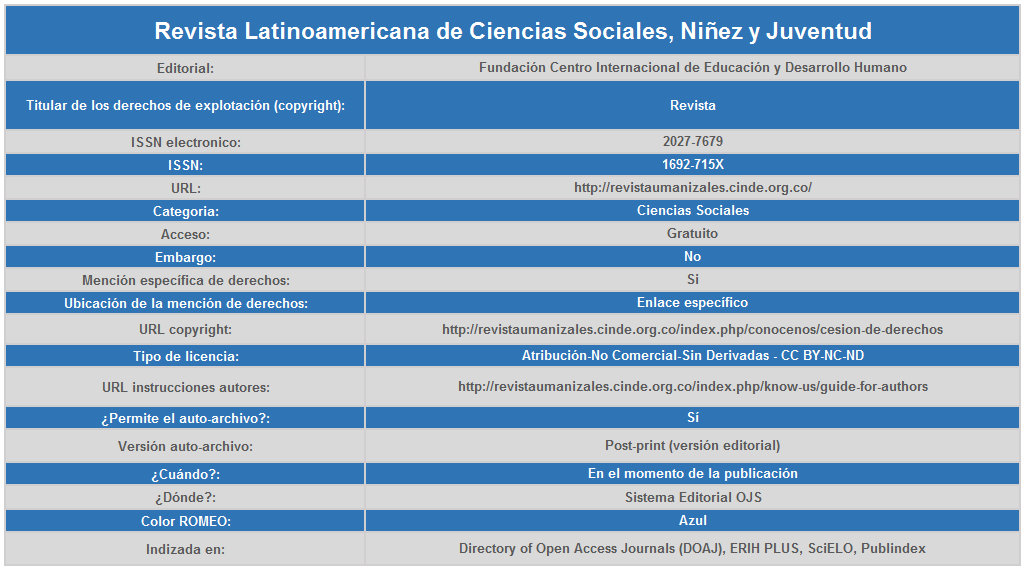 Revista Latinoamericana de Ciencias Sociales, Niñez y Juventud
Editorial: Fundación Centro Internacional de Educación y Desarrollo Humano
Titular de los derechos de explotación (copyright): Revista
ISSN electronico: 2027-7679
ISSN: 1692-715X
URL: http://revistaumanizales.cinde.org.co/
Categoria: Ciencias Sociales
Acceso: Gratuito
Embargo: No
Mención específica de derechos: Si
Ubicación de la mención de derechos: Enlace específico
URL copyright: http://revistaumanizales.cinde.org.co/index.php/conocenos/cesion-de-derechos
Tipo de licencia: Atribución-No Comercial-Sin Derivadas - CC BY-NC-ND
URL instrucciones autores: http://revistaumanizales.cinde.org.co/index.php/know-us/guide-for-authors
¿Permite el auto-archivo?: Sí
Versión auto-archivo: Post-print (versión editorial)
¿Cuándo?: En el momento de la publicación
¿Dónde?: Sistema Editorial OJS
Color ROMEO: Azul
Indizada en: Directory of Open Access Journals (DOAJ), ERIH PLUS, SciELO, Publindex